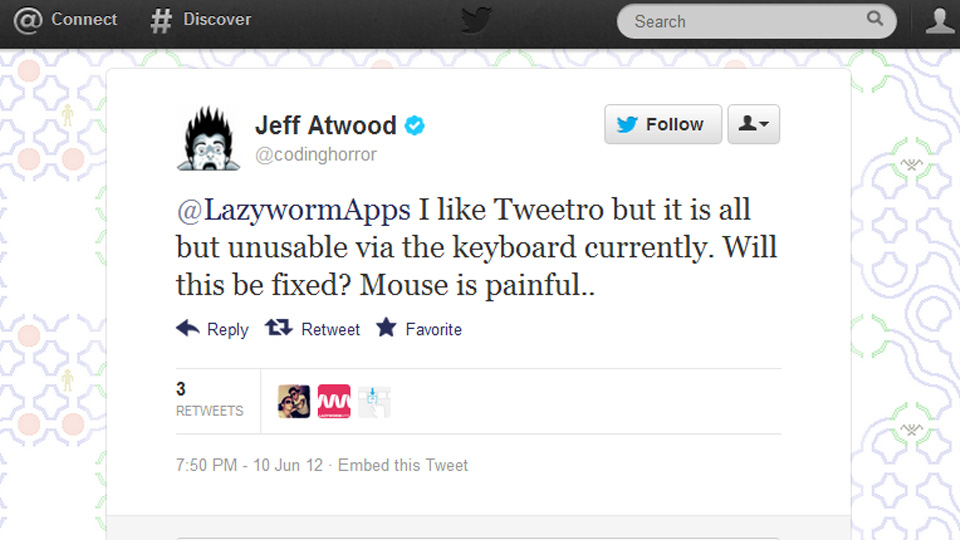 @ Connect # Discover Search
Jeff Atwood
@codinghorror
Follow
@LazywormApps I like Tweetro but it is all
but unusable via the keyboard currently. Will
this be fixed? Mouse is painful..
Reply Retweet Favorite
3
RETWEETS
7:50 PM - 10 Jun 12 · Embed this Tweet